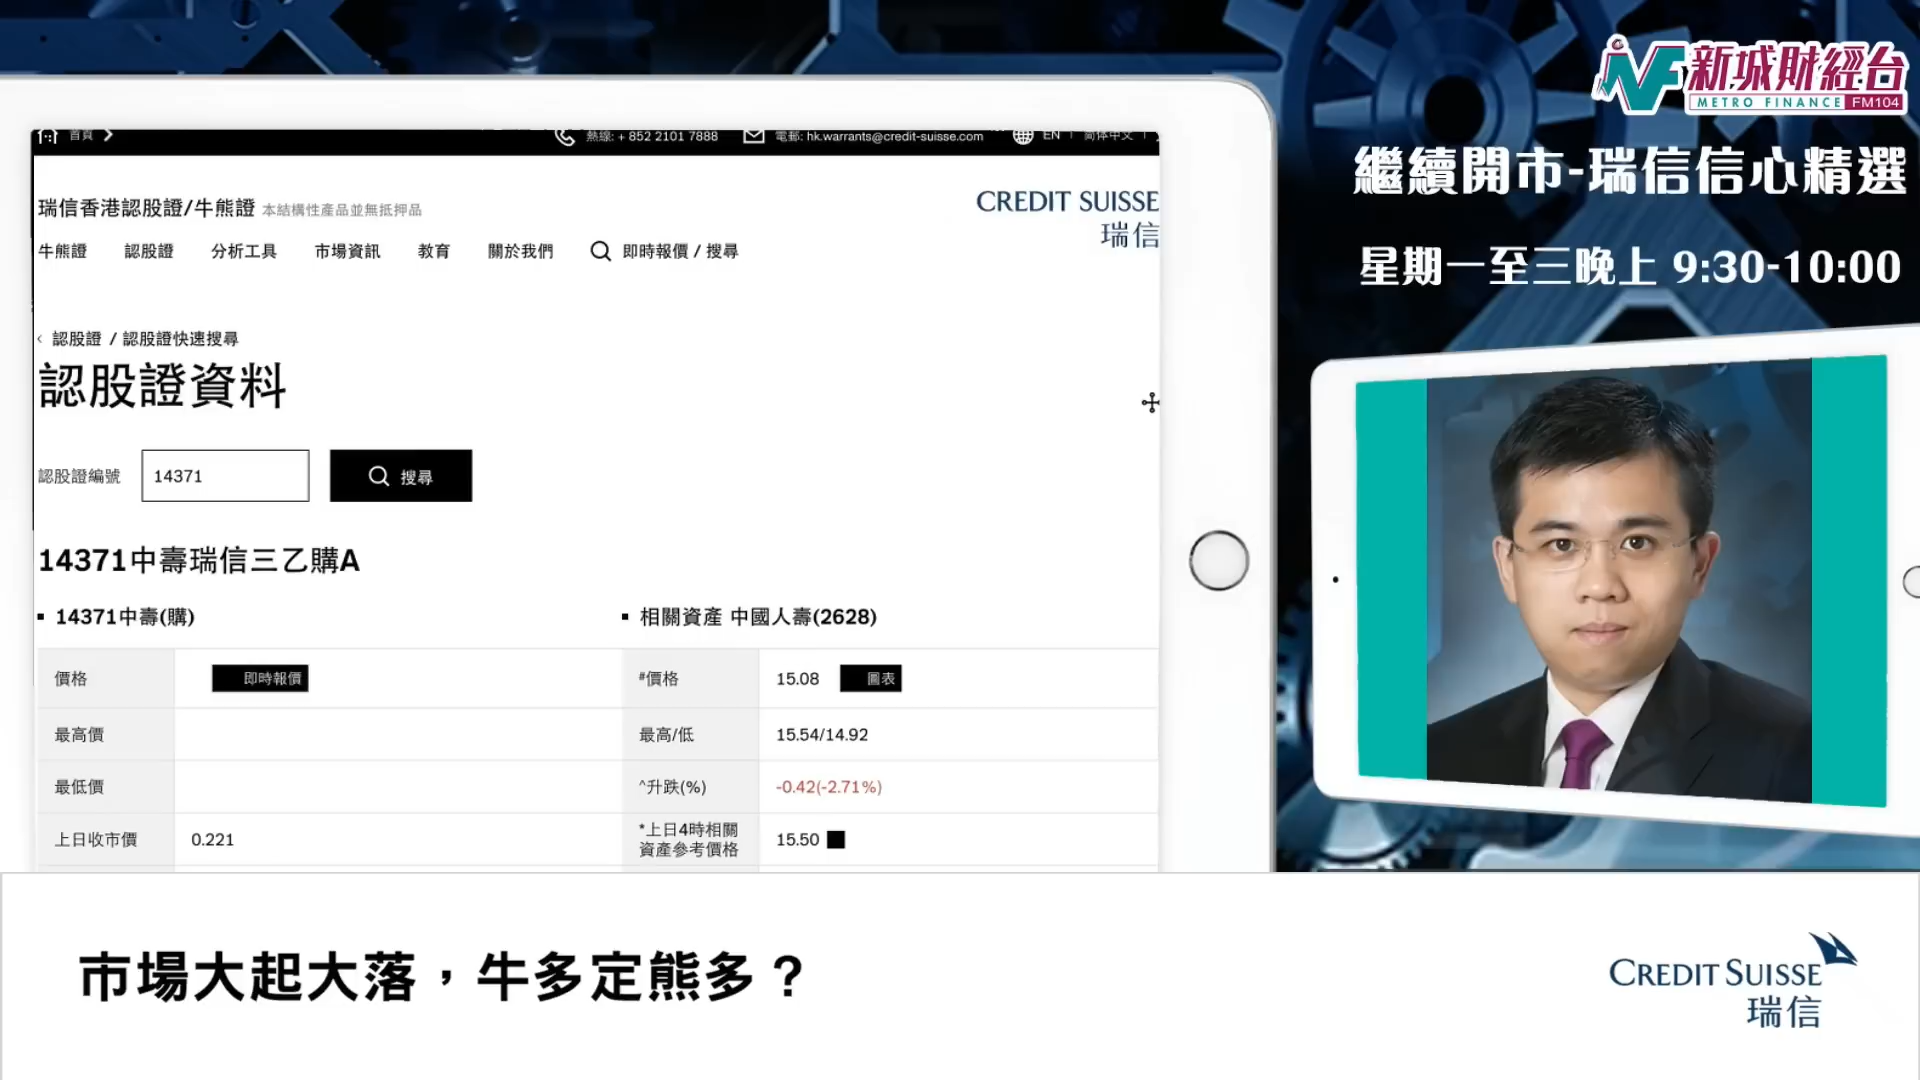 新城財經台
METRO FINANCE FM104
繼續開市-瑞信信心精選
星期一至三晚上 9:30-10:00
首頁
熱線: + 852 2101 7888
電郵: hk.warrants@credit-suisse.com
EN
简体中文
瑞信香港認股證/牛熊證 本結構性產品並無抵押品
CREDIT SUISSE
瑞信
牛熊證 認股證 分析工具 市場資訊 教育 關於我們 即時報價 / 搜尋
‹ 認股證 / 認股證快速搜尋
認股證資料
認股證編號 14371 搜尋
14371中壽瑞信三乙購A
▪ 14371中壽(購)
價格 即時報價
最高價
最低價
上日收市價 0.221
▪ 相關資產 中國人壽(2628)
#價格 15.08 圖表
最高/低 15.54/14.92
^升跌(%) -0.42(-2.71%)
*上日4時相關
資產參考價格 15.50
市場大起大落，牛多定熊多？
CREDIT SUISSE
瑞信